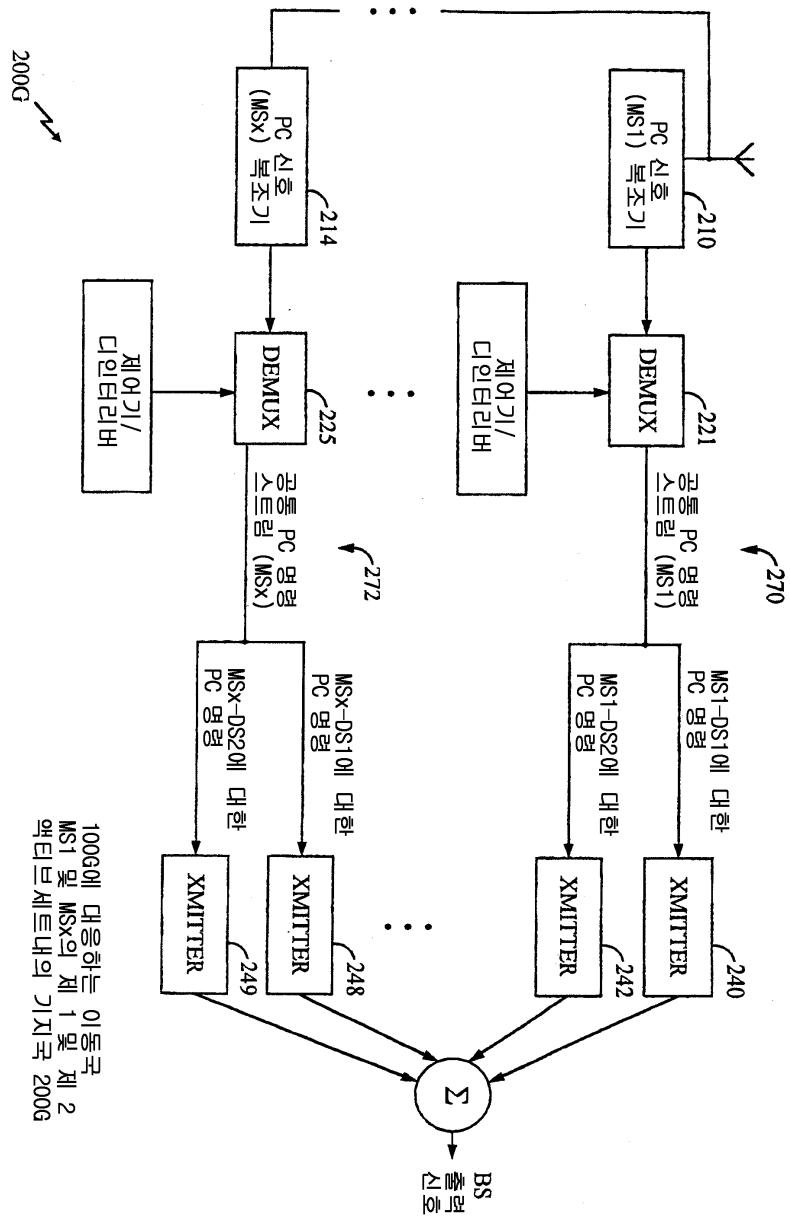 200G
PC 신호
(MS1) 복조기
210
DEMUX
221
제어기/
디인터리버
공통 PC 명령
스트림 (MS1)
270
MS1-DS1에 대한
PC 명령
XMITTER
240
MS1-DS2에 대한
PC 명령
XMITTER
242
PC 신호
(MSx) 복조기
214
DEMUX
225
제어기/
디인터리버
공통 PC 명령
스트림 (MSx)
272
MSx-DS1에 대한
PC 명령
XMITTER
248
MSx-DS2에 대한
PC 명령
XMITTER
249
Σ
BS
출력
신호
100G에 대응하는 이동국
MS1 및 MSx의 제 1 및 제 2
액티브세트내의 기지국 200G